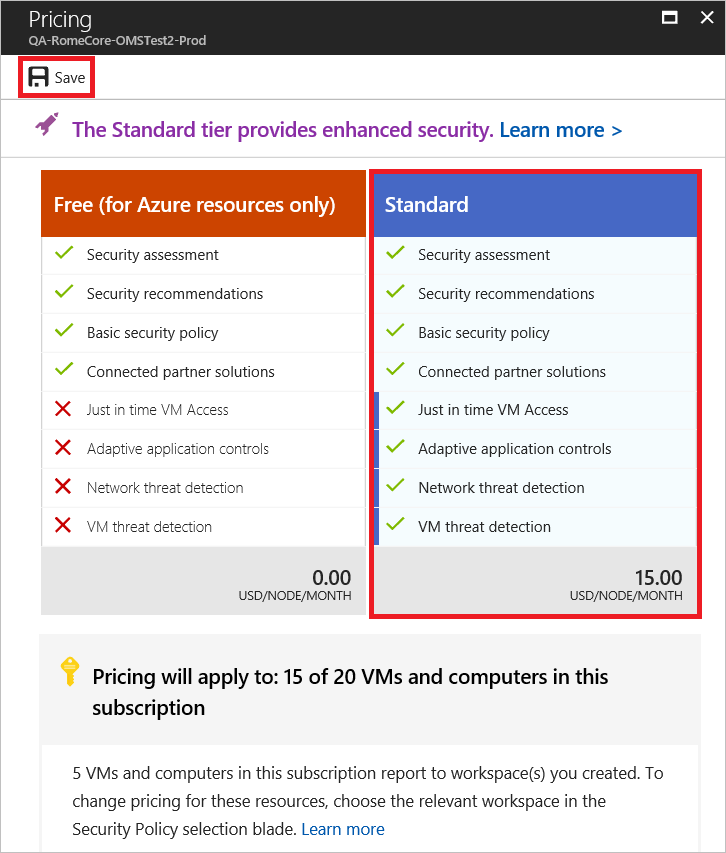 Pricing
QA-RomeCore-OMSTest2-Prod
Save
The Standard tier provides enhanced security. Learn more >
Free (for Azure resources only)
Security assessment
Security recommendations
Basic security policy
Connected partner solutions
Just in time VM Access
Adaptive application controls
Network threat detection
VM threat detection
0.00
USD/NODE/MONTH
Standard
Security assessment
Security recommendations
Basic security policy
Connected partner solutions
Just in time VM Access
Adaptive application controls
Network threat detection
VM threat detection
15.00
USD/NODE/MONTH
Pricing will apply to: 15 of 20 VMs and computers in this
subscription
5 VMs and computers in this subscription report to workspace(s) you created. To
change pricing for these resources, choose the relevant workspace in the
Security Policy selection blade. Learn more